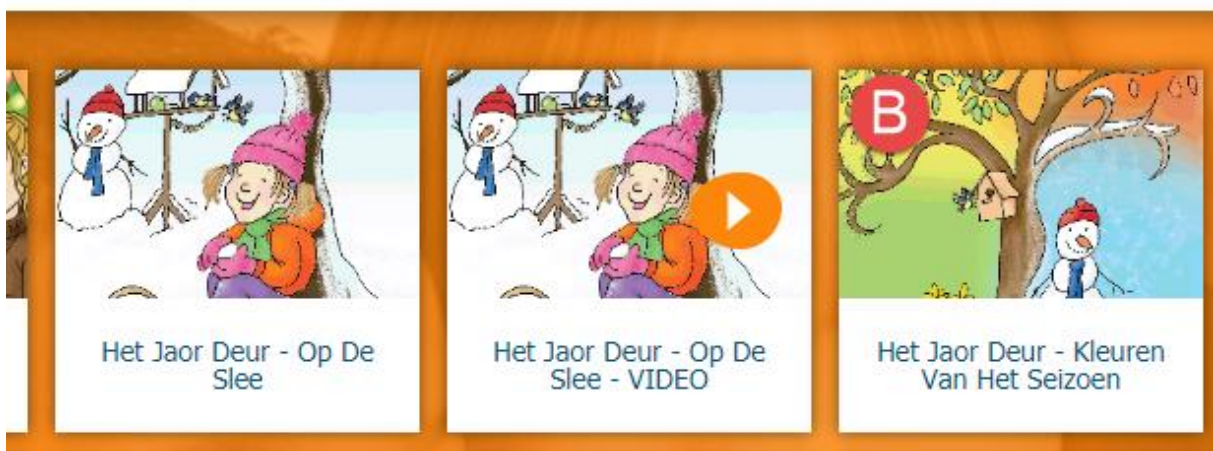 B
Het Jaor Deur - Op De
Slee
Het Jaor Deur - Op De
Slee - VIDEO
Het Jaor Deur - Kleuren
Van Het Seizoen